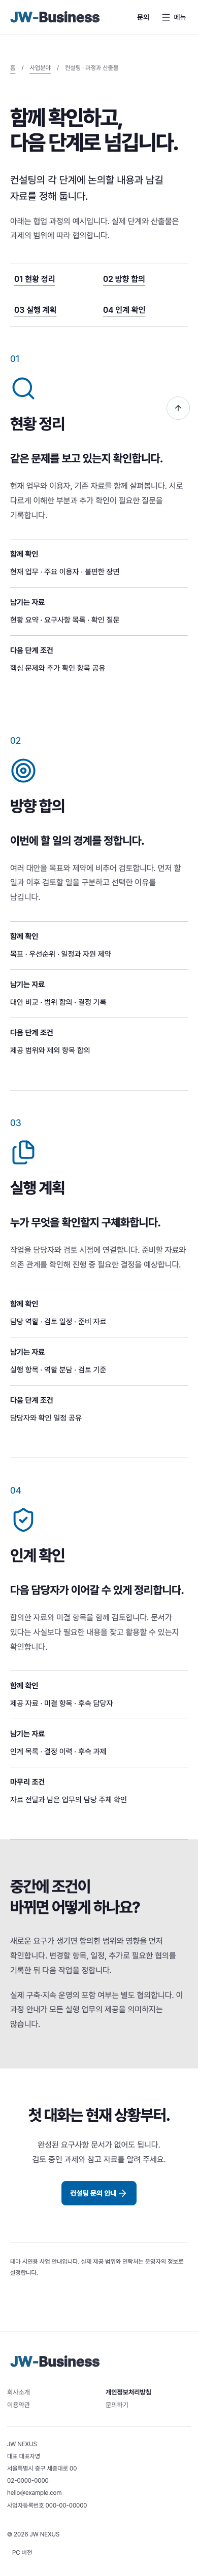 JW-Business
문의
메뉴
홈 / 사업분야 / 컨설팅 · 과정과 산출물
함께 확인하고,
다음 단계로 넘깁니다.
컨설팅의 각 단계에 논의할 내용과 남길
자료를 정해 둡니다.
아래는 협업 과정의 예시입니다. 실제 단계와 산출물은
과제의 범위에 따라 협의합니다.
01 현황 정리
02 방향 합의
03 실행 계획
04 인계 확인
01
현황 정리
같은 문제를 보고 있는지 확인합니다.
현재 업무와 이용자, 기존 자료를 함께 살펴봅니다. 서로
다르게 이해한 부분과 추가 확인이 필요한 질문을
기록합니다.
함께 확인
현재 업무 · 주요 이용자 · 불편한 장면
남기는 자료
현황 요약 · 요구사항 목록 · 확인 질문
다음 단계 조건
핵심 문제와 추가 확인 항목 공유
02
방향 합의
이번에 할 일의 경계를 정합니다.
여러 대안을 목표와 제약에 비추어 검토합니다. 먼저 할
일과 이후 검토할 일을 구분하고 선택한 이유를
남깁니다.
함께 확인
목표 · 우선순위 · 일정과 자원 제약
남기는 자료
대안 비교 · 범위 합의 · 결정 기록
다음 단계 조건
제공 범위와 제외 항목 합의
03
실행 계획
누가 무엇을 확인할지 구체화합니다.
작업을 담당자와 검토 시점에 연결합니다. 준비할 자료와
의존 관계를 확인해 진행 중 필요한 결정을 예상합니다.
함께 확인
담당 역할 · 검토 일정 · 준비 자료
남기는 자료
실행 항목 · 역할 분담 · 검토 기준
다음 단계 조건
담당자와 확인 일정 공유
04
인계 확인
다음 담당자가 이어갈 수 있게 정리합니다.
합의한 자료와 미결 항목을 함께 검토합니다. 문서가
있다는 사실보다 필요한 내용을 찾고 활용할 수 있는지
확인합니다.
함께 확인
제공 자료 · 미결 항목 · 후속 담당자
남기는 자료
인계 목록 · 결정 이력 · 후속 과제
마무리 조건
자료 전달과 남은 업무의 담당 주체 확인
중간에 조건이
바뀌면 어떻게 하나요?
새로운 요구가 생기면 합의한 범위와 영향을 먼저
확인합니다. 변경할 항목, 일정, 추가로 필요한 협의를
기록한 뒤 다음 작업을 정합니다.
실제 구축·지속 운영의 포함 여부는 별도 협의합니다. 이
과정 안내가 모든 실행 업무의 제공을 의미하지는
않습니다.
첫 대화는 현재 상황부터.
완성된 요구사항 문서가 없어도 됩니다.
검토 중인 과제와 참고 자료를 알려 주세요.
컨설팅 문의 안내
테마 시연용 사업 안내입니다. 실제 제공 범위와 연락처는 운영자의 정보로
설정합니다.
JW-Business
회사소개
개인정보처리방침
이용약관
문의하기
JW NEXUS
대표 대표자명
서울특별시 중구 세종대로 00
02-0000-0000
hello@example.com
사업자등록번호 000-00-00000
© 2026 JW NEXUS
PC 버전